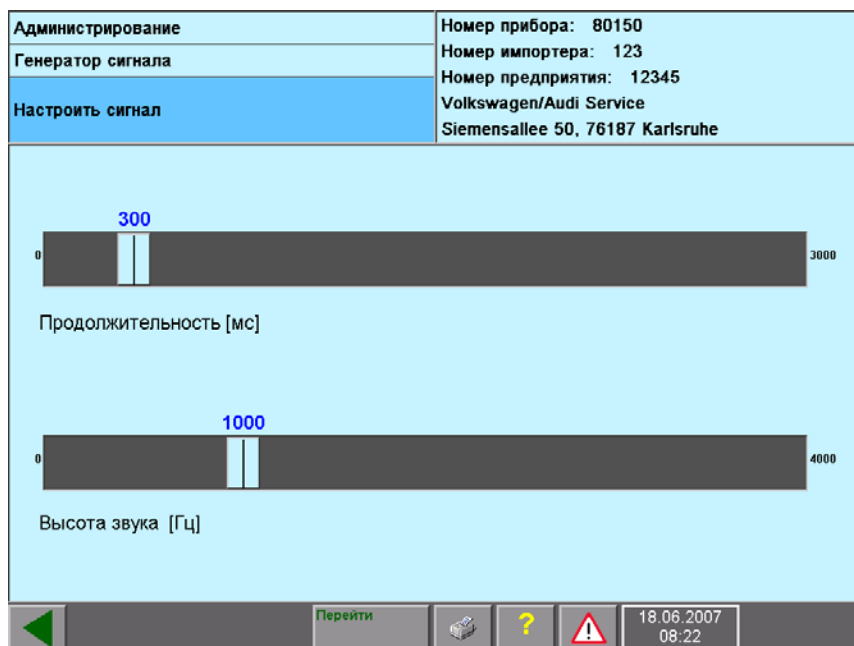 Администрирование
Генератор сигнала
Настроить сигнал
Номер прибора: 80150
Номер импортера: 123
Номер предприятия: 12345
Volkswagen/Audi Service
Siemensallee 50, 76187 Karlsruhe
300
0
3000
Продолжительность [мс]
1000
0
4000
Высота звука [Гц]
Перейти
?
18.06.2007
08:22